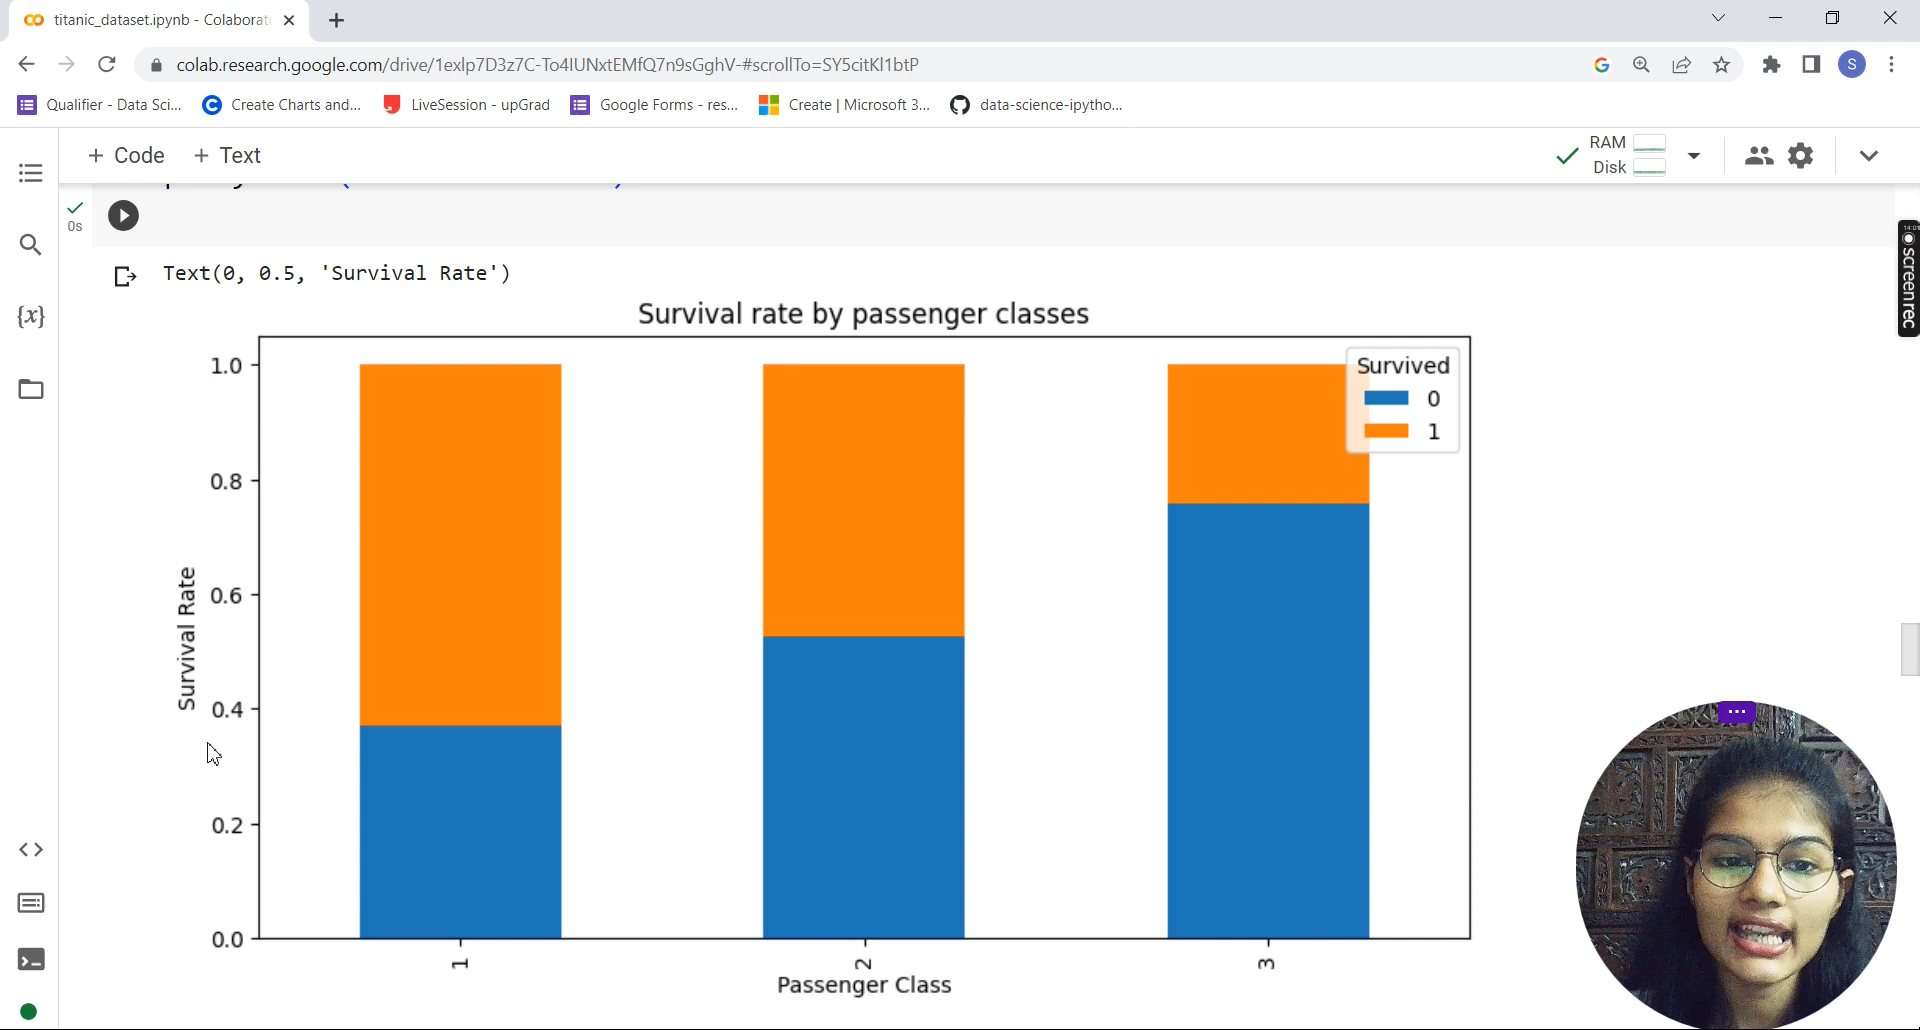 titanic_dataset.ipynb - Colaborat
colab.research.google.com/drive/1exlp7D3z7C-To4IUNxtEMfQ7n9sGghV-#scrollTo=SY5citKl1btP
S
Qualifier - Data Sci...
Create Charts and...
LiveSession - upGrad
Google Forms - res...
Create | Microsoft 3...
data-science-ipytho...
+ Code
+ Text
RAM
Disk
0s
{x}
Text(0, 0.5, 'Survival Rate')
screenrec
Survival rate by passenger classes
Survived
0
1
1.0
0.8
0.6
0.4
0.2
0.0
Survival Rate
1
2
3
Passenger Class